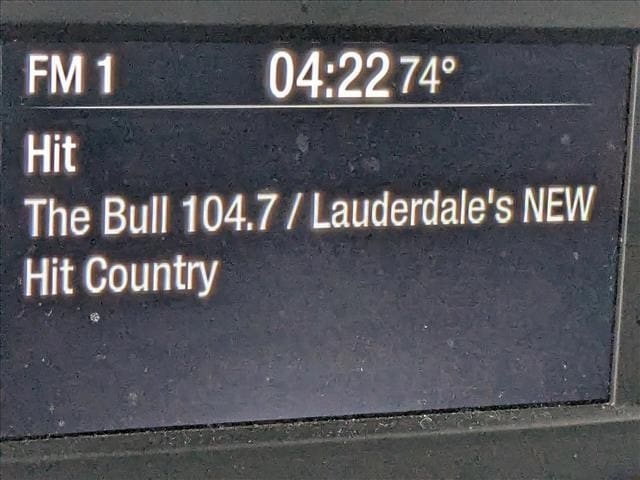 FM 1 04:22 74°
Hit
The Bull 104.7 / Lauderdale's NEW
Hit Country